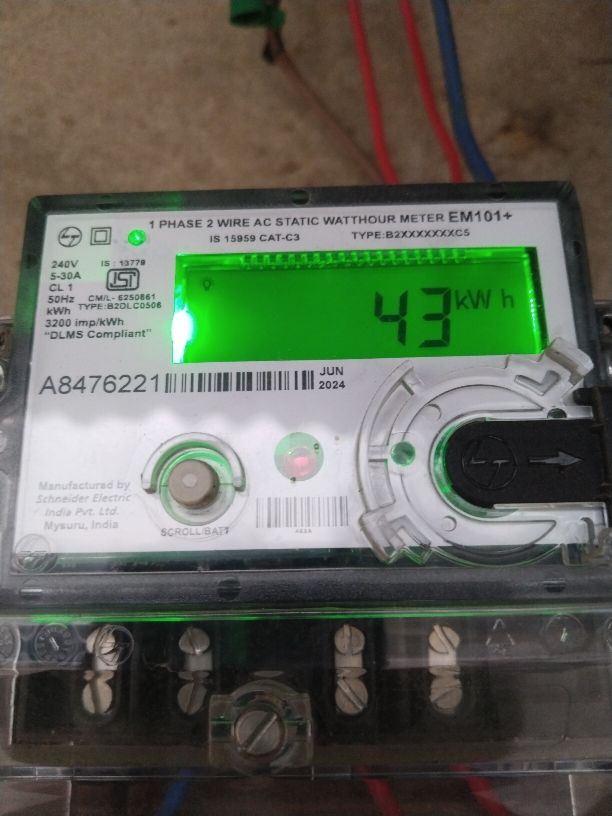 1 PHASE 2 WIRE AC STATIC WATTHOUR METER EM101+
IS 15959 CAT-C3 TYPE:B2XXXXXXXC5
240V IS : 13779
5-30A
CL 1
50Hz CM/L- 6250861
kWh TYPE:B2DLC0506
3200 imp/kWh
"DLMS Compliant"
43 kWh
A8476221
JUN
2024
Manufactured by
Schneider Electric
India Pvt. Ltd.
Mysuru, India
SCROLL/BATT